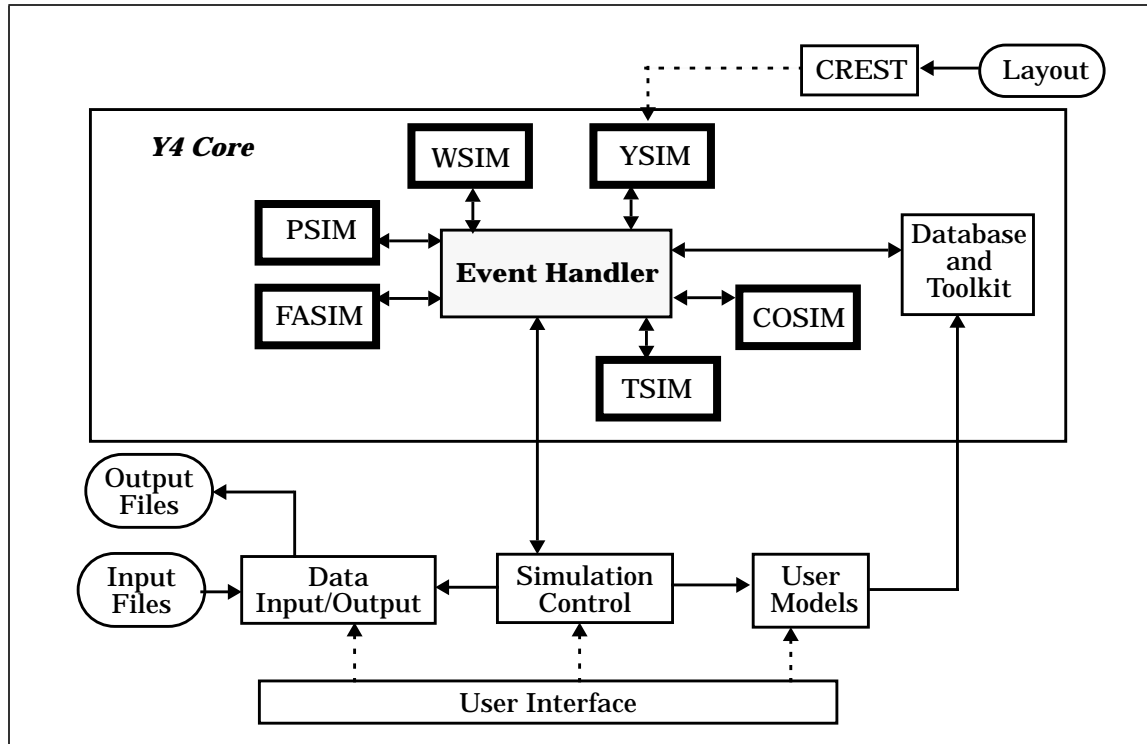 CREST
Layout
Y4 Core
WSIM
YSIM
PSIM
Event Handler
Database
and
Toolkit
FASIM
COSIM
TSIM
Output
Files
Input
Files
Data
Input/Output
Simulation
Control
User
Models
User Interface